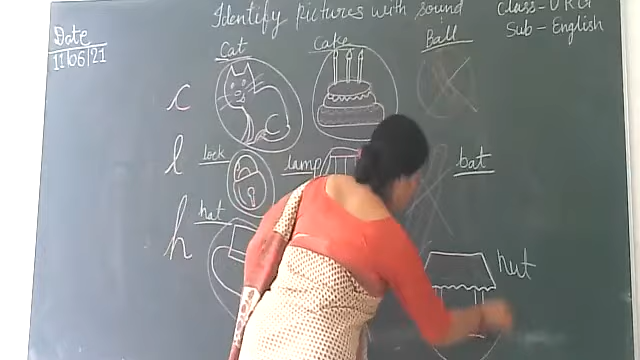 Identify pictures with sound
Class - UKG
Sub - English
Date
11/06/21
Cat
Cake
Ball
c
l
lock
lamp
bat
h
hat
hut